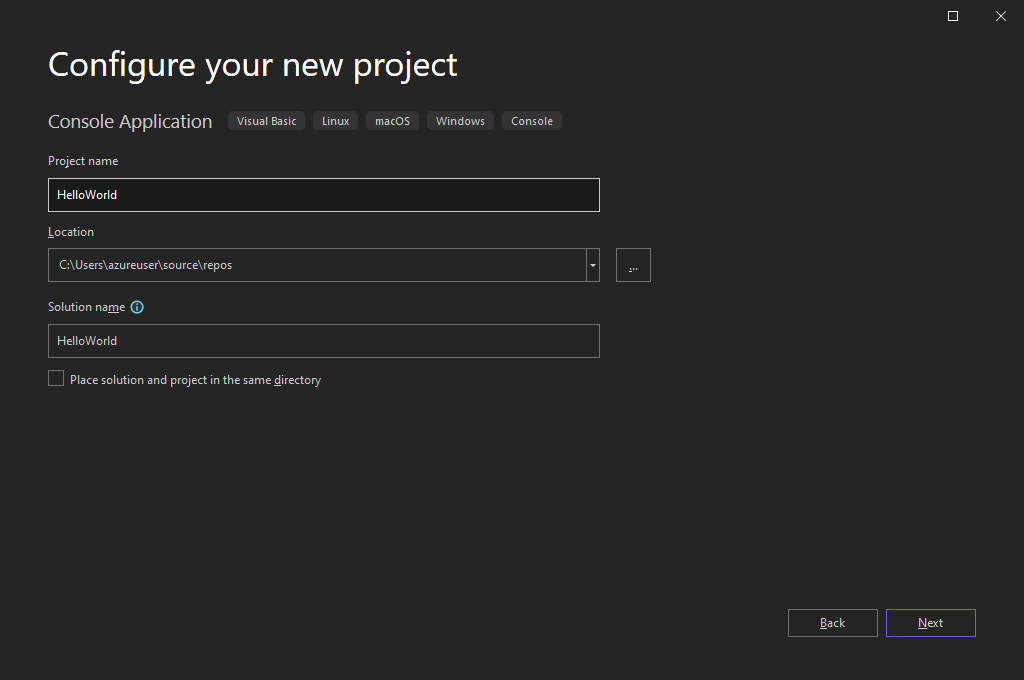 Configure your new project
Console Application Visual Basic Linux macOS Windows Console
Project name
HelloWorld
Location
C:\Users\azureuser\source\repos
...
Solution name
HelloWorld
Place solution and project in the same directory
Back Next